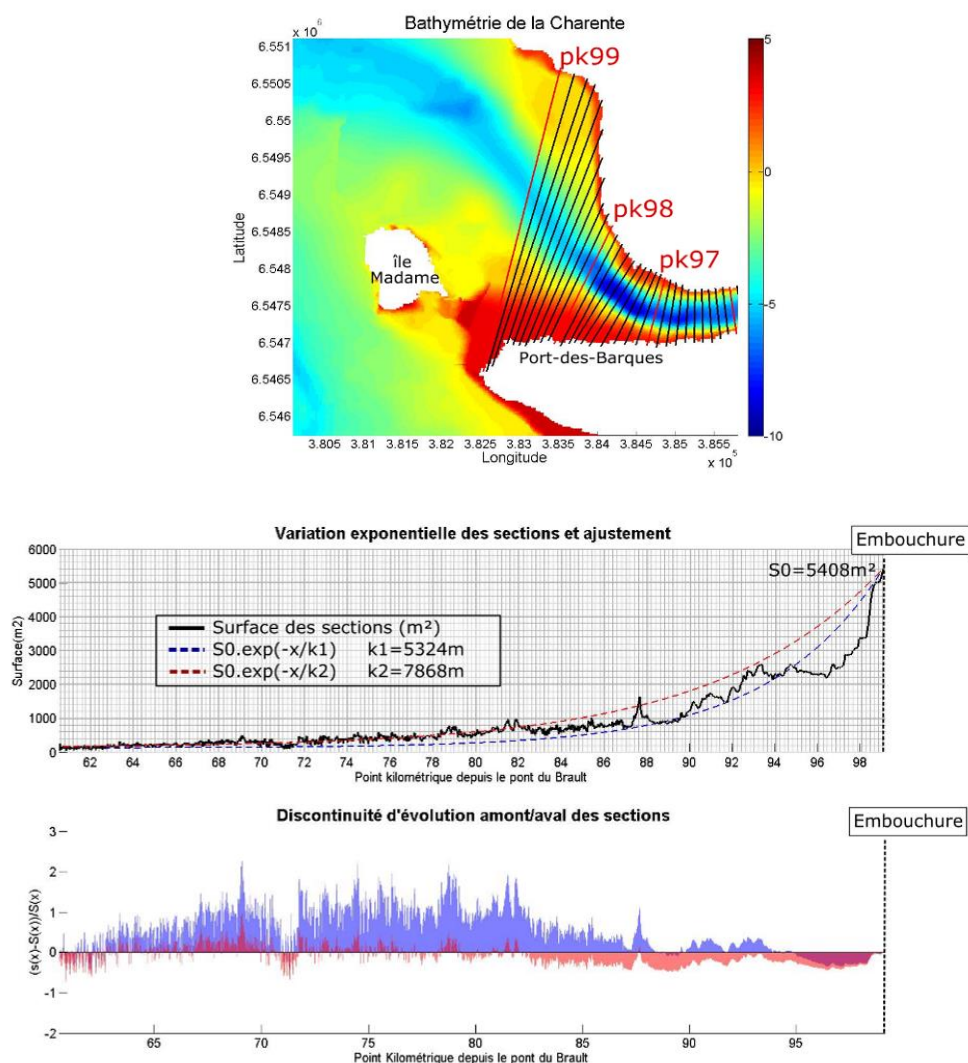 Bathymétrie de la Charente
x 10⁶
6.551
6.5505
6.55
6.5495
6.549
6.5485
6.548
6.5475
6.547
6.5465
6.546
Latitude
pk99
pk98
pk97
île
Madame
Port-des-Barques
5
0
-5
-10
3.805 3.81 3.815 3.82 3.825 3.83 3.835 3.84 3.845 3.85 3.855
Longitude
x 10⁵
Variation exponentielle des sections et ajustement
Embouchure
S0=5408m²
6000
5000
4000
3000
2000
1000
0
Surface(m2)
Surface des sections (m²)
S0.exp(-x/k1) k1=5324m
S0.exp(-x/k2) k2=7868m
62 64 66 68 70 72 74 76 78 80 82 84 86 88 90 92 94 96 98
Point kilométrique depuis le pont du Brault
Discontinuité d'évolution amont/aval des sections
Embouchure
3
2
1
0
-1
-2
(s(x)-S(x))/S(x)
65 70 75 80 85 90 95
Point Kilométrique depuis le pont du Brault